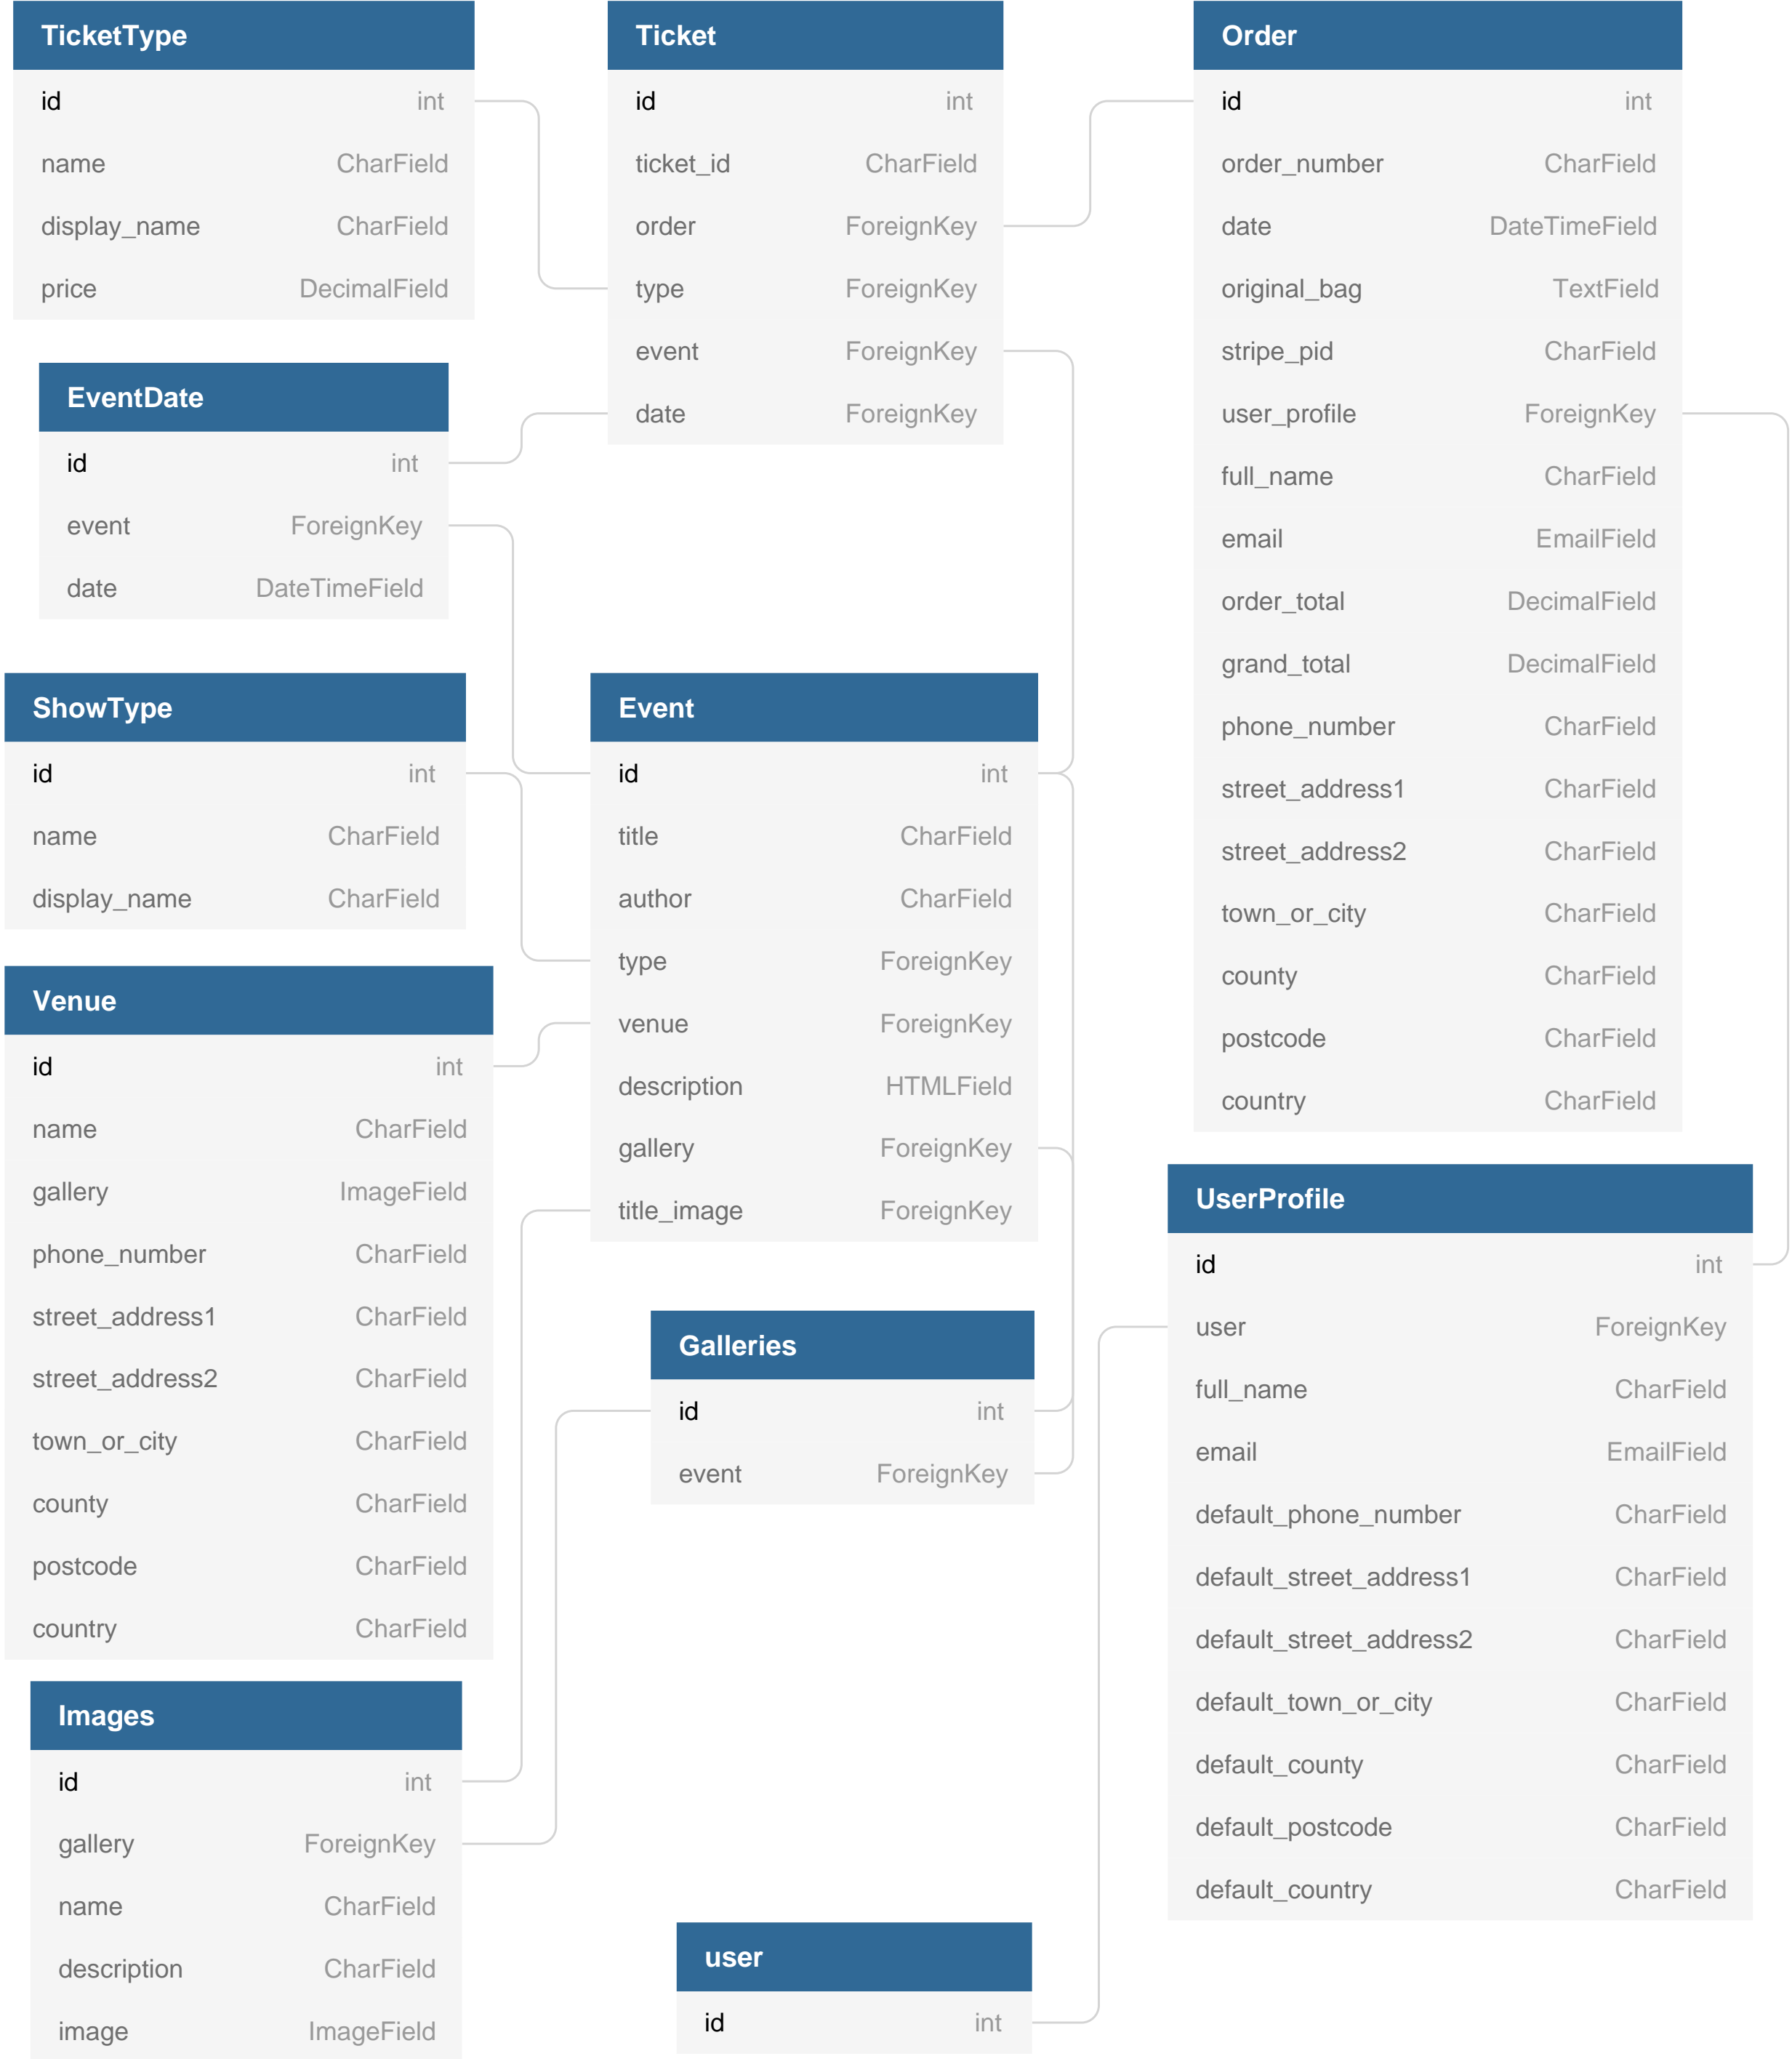 TicketType
id int
name CharField
display_name CharField
price DecimalField
Ticket
id int
ticket_id CharField
order ForeignKey
type ForeignKey
event ForeignKey
date ForeignKey
Order
id int
order_number CharField
date DateTimeField
original_bag TextField
stripe_pid CharField
user_profile ForeignKey
full_name CharField
email EmailField
order_total DecimalField
grand_total DecimalField
phone_number CharField
street_address1 CharField
street_address2 CharField
town_or_city CharField
county CharField
postcode CharField
country CharField
EventDate
id int
event ForeignKey
date DateTimeField
ShowType
id int
name CharField
display_name CharField
Event
id int
title CharField
author CharField
type ForeignKey
venue ForeignKey
description HTMLField
gallery ForeignKey
title_image ForeignKey
Venue
id int
name CharField
gallery ImageField
phone_number CharField
street_address1 CharField
street_address2 CharField
town_or_city CharField
county CharField
postcode CharField
country CharField
UserProfile
id int
user ForeignKey
full_name CharField
email EmailField
default_phone_number CharField
default_street_address1 CharField
default_street_address2 CharField
default_town_or_city CharField
default_county CharField
default_postcode CharField
default_country CharField
Galleries
id int
event ForeignKey
Images
id int
gallery ForeignKey
name CharField
description CharField
image ImageField
user
id int